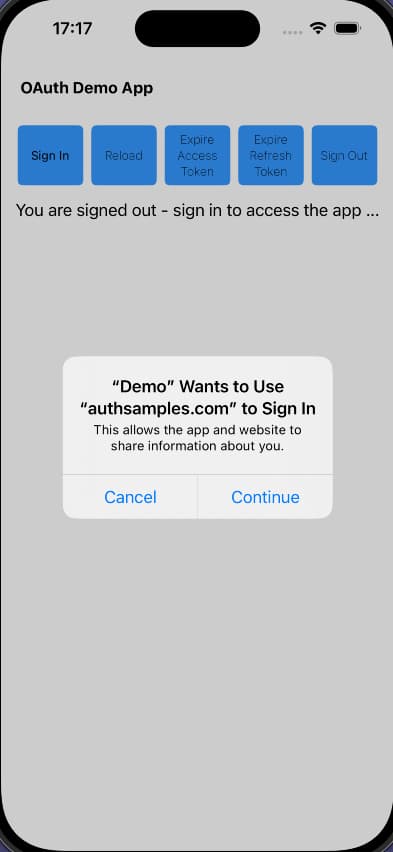 17:17
OAuth Demo App
Sign In
Reload
Expire
Access
Token
Expire
Refresh
Token
Sign Out
You are signed out - sign in to access the app ...
“Demo” Wants to Use
“authsamples.com” to Sign In
This allows the app and website to
share information about you.
Cancel
Continue